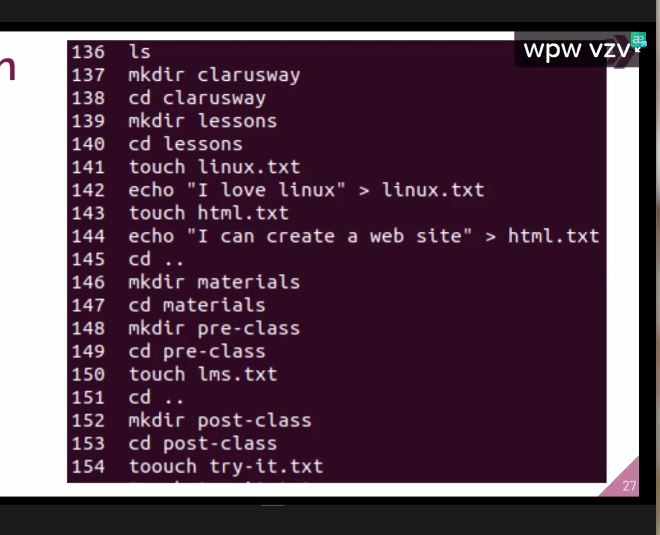 n
wpw vzv
136 ls
137 mkdir clarusway
138 cd clarusway
139 mkdir lessons
140 cd lessons
141 touch linux.txt
142 echo "I love linux" > linux.txt
143 touch html.txt
144 echo "I can create a web site" > html.txt
145 cd ..
146 mkdir materials
147 cd materials
148 mkdir pre-class
149 cd pre-class
150 touch lms.txt
151 cd ..
152 mkdir post-class
153 cd post-class
154 toouch try-it.txt
27